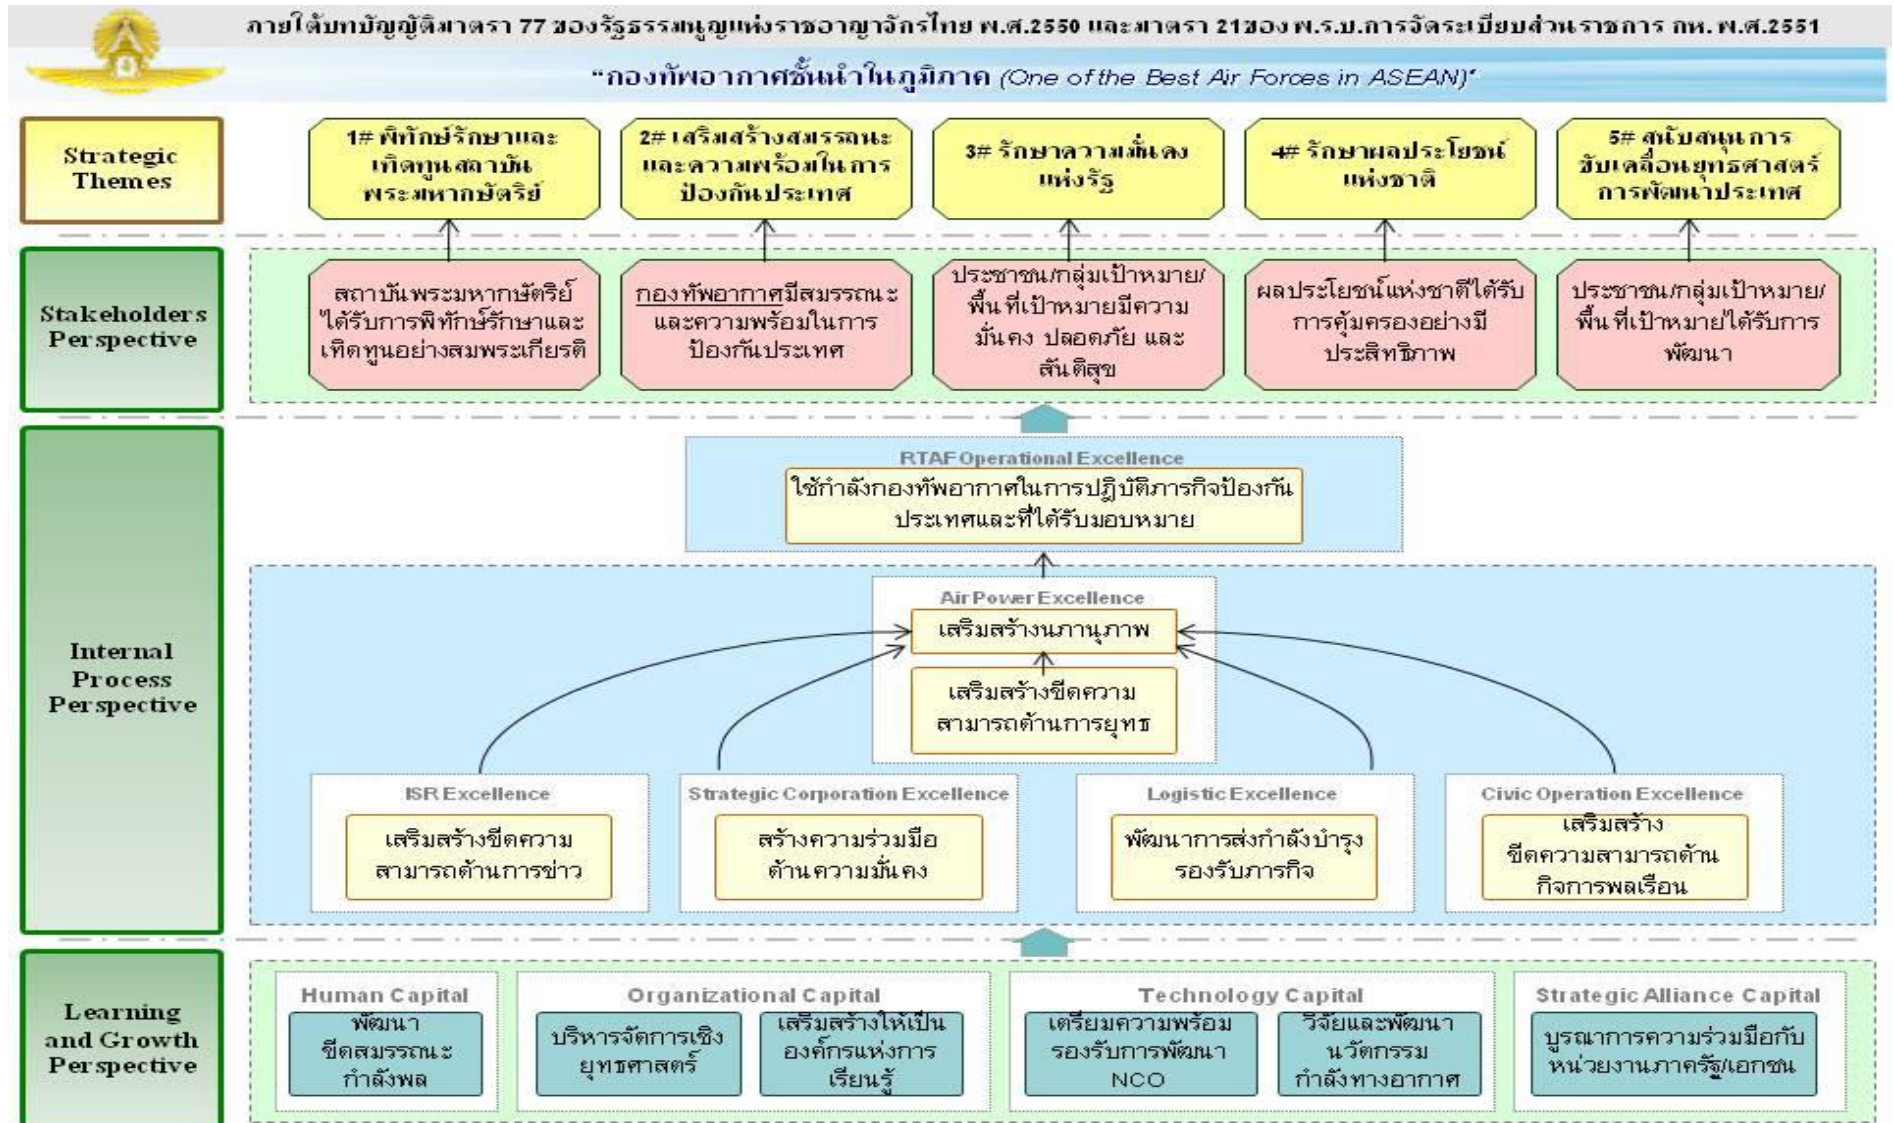 ภายใต้บทบัญญัติมาตรา 77 ของรัฐธรรมนูญแห่งราชอาญาจักรไทย พ.ศ.2550 และมาตรา 21ของ พ.ร.บ.การจัดระเบียบส่วนราชการ กห. พ.ศ.2551
“กองทัพอากาศชั้นนำในภูมิภาค (One of the Best Air Forces in ASEAN)"
Strategic
Themes
1# พิทักษ์รักษาและ
เทิดทูนสถาบัน
พระมหากษัตริย์
2# เสริมสร้างสมรรถนะ
และความพร้อมในการ
ป้องกันประเทศ
3# รักษาความมั่นคง
แห่งรัฐ
4# รักษาผลประโยชน์
แห่งชาติ
5# สนับสนุนการ
ขับเคลื่อนยุทธศาสตร์
การพัฒนาประเทศ
Stakeholders
Perspective
สถาบันพระมหากษัตริย์
ได้รับการพิทักษ์รักษาและ
เทิดทูนอย่างสมพระเกียรติ
กองทัพอากาศมีสมรรถนะ
และความพร้อมในการ
ป้องกันประเทศ
ประชาชน/กลุ่มเป้าหมาย/
พื้นที่เป้าหมายมีความ
มั่นคง ปลอดภัย และ
สันติสุข
ผลประโยชน์แห่งชาติได้รับ
การคุ้มครองอย่างมี
ประสิทธิภาพ
ประชาชน/กลุ่มเป้าหมาย/
พื้นที่เป้าหมายได้รับการ
พัฒนา
Internal
Process
Perspective
RTAF Operational Excellence
ใช้กำลังกองทัพอากาศในการปฏิบัติภารกิจป้องกัน
ประเทศและที่ได้รับมอบหมาย
Air Power Excellence
เสริมสร้างนภานุภาพ
เสริมสร้างขีดความ
สามารถด้านการยุทธ
ISR Excellence
เสริมสร้างขีดความ
สามารถด้านการข่าว
Strategic Corporation Excellence
สร้างความร่วมมือ
ด้านความมั่นคง
Logistic Excellence
พัฒนาการส่งกำลังบำรุง
รองรับภารกิจ
Civic Operation Excellence
เสริมสร้าง
ขีดความสามารถด้าน
กิจการพลเรือน
Learning
and Growth
Perspective
Human Capital
พัฒนา
ขีดสมรรถนะ
กำลังพล
Organizational Capital
บริหารจัดการเชิง
ยุทธศาสตร์
เสริมสร้างให้เป็น
องค์กรแห่งการ
เรียนรู้
Technology Capital
เตรียมความพร้อม
รองรับการพัฒนา
NCO
วิจัยและพัฒนา
นวัตกรรม
กำลังทางอากาศ
Strategic Alliance Capital
บูรณาการความร่วมมือกับ
หน่วยงานภาครัฐ/เอกชน